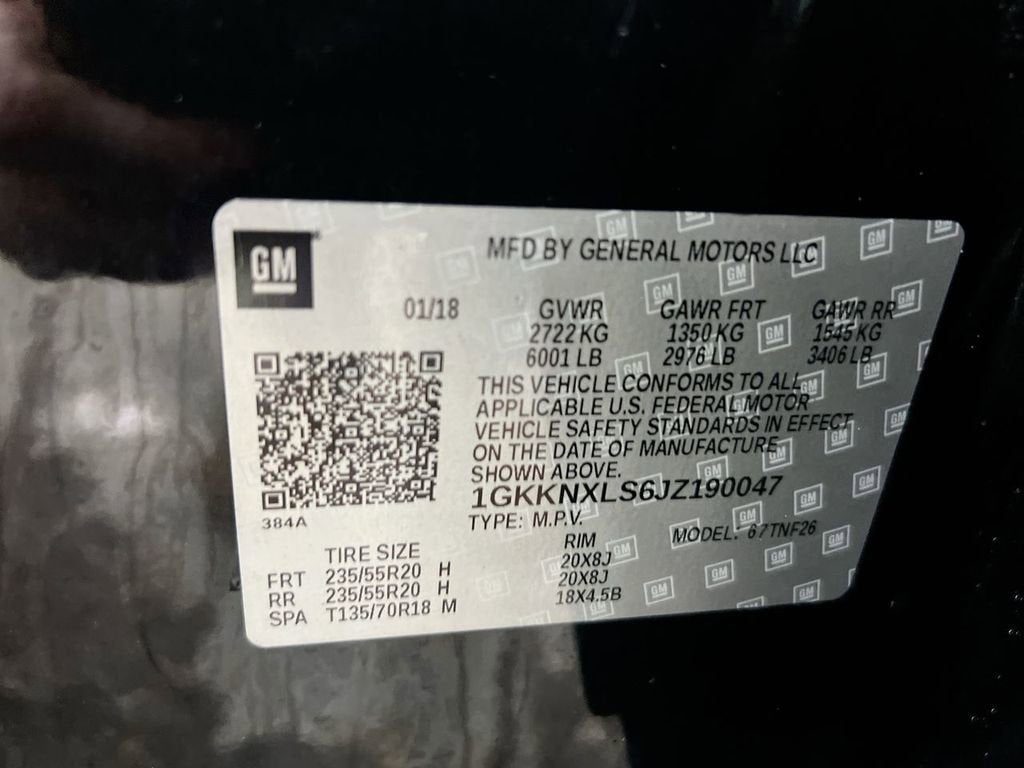 GM
MFD BY GENERAL MOTORS LLC
01/18 GVWR GAWR FRT GAWR RR
2722 KG 1350 KG 1545 KG
6001 LB 2976 LB 3406 LB
THIS VEHICLE CONFORMS TO ALL
APPLICABLE U.S. FEDERAL MOTOR
VEHICLE SAFETY STANDARDS IN EFFECT
ON THE DATE OF MANUFACTURE
SHOWN ABOVE.
1GKKNXLS6JZ190047
384A
TYPE: M.P.V. MODEL: 67TNF26
TIRE SIZE RIM
FRT 235/55R20 H 20X8J
RR 235/55R20 H 20X8J
SPA T135/70R18 M 18X4.5B